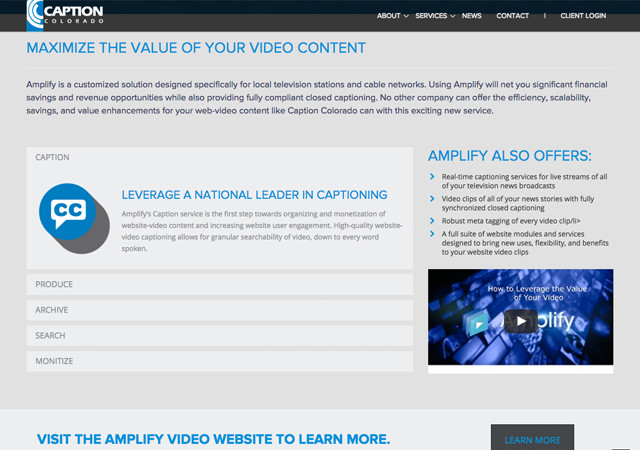 CAPTION
COLORADO
ABOUT SERVICES NEWS CONTACT | CLIENT LOGIN
MAXIMIZE THE VALUE OF YOUR VIDEO CONTENT
Amplify is a customized solution designed specifically for local television stations and cable networks. Using Amplify will net you significant financial
savings and revenue opportunities while also providing fully compliant closed captioning. No other company can offer the efficiency, scalability,
savings, and value enhancements for your web-video content like Caption Colorado can with this exciting new service.
CAPTION
CC
LEVERAGE A NATIONAL LEADER IN CAPTIONING
Amplify's Caption service is the first step towards organizing and monetization of
website-video content and increasing website user engagement. High-quality website-
video captioning allows for granular searchability of video, down to every word
spoken.
PRODUCE
ARCHIVE
SEARCH
MONITIZE
AMPLIFY ALSO OFFERS:
Real-time captioning services for live streams of all
of your television news broadcasts
Video clips of all of your news stories with fully
synchronized closed captioning
Robust meta tagging of every video clip/li>
A full suite of website modules and services
designed to bring new uses, flexibility, and benefits
to your website video clips
How to Leverage the Value
of Your Video
Amplify
VISIT THE AMPLIFY VIDEO WEBSITE TO LEARN MORE.
LEARN MORE